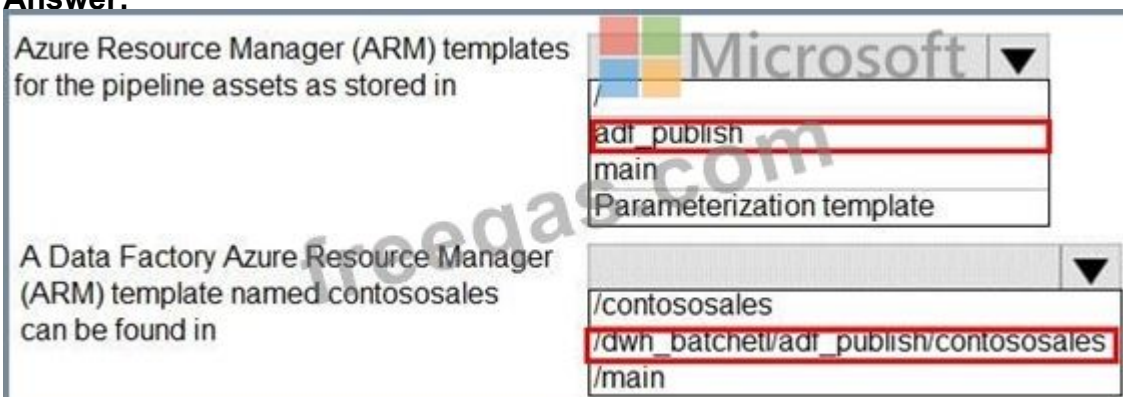 Answer:
Azure Resource Manager (ARM) templates
for the pipeline assets as stored in
Microsoft
/
adf_publish
main
Parameterization template
freeqas.com
A Data Factory Azure Resource Manager
(ARM) template named contososales
can be found in
/contososales
/dwh_batchetl/adf_publish/contososales
/main